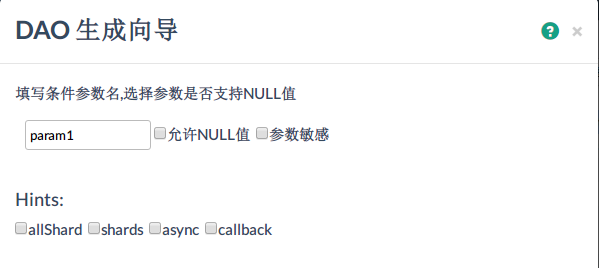 DAO 生成向导
填写条件参数名,选择参数是否支持NULL值
param1 允许NULL值 参数敏感
Hints:
allShard shards async callback